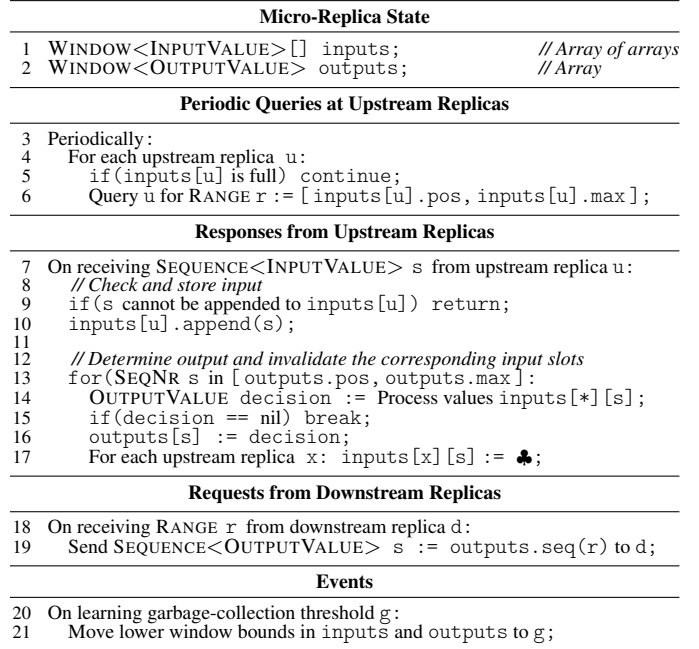 Micro-Replica State
1 WINDOW<INPUTVALUE>[] inputs; // Array of arrays
2 WINDOW<OUTPUTVALUE> outputs; // Array
Periodic Queries at Upstream Replicas
3 Periodically:
4 For each upstream replica u:
5 if(inputs[u] is full) continue;
6 Query u for RANGE r := [inputs[u].pos, inputs[u].max];
Responses from Upstream Replicas
7 On receiving SEQUENCE<INPUTVALUE> s from upstream replica u:
8 // Check and store input
9 if(s cannot be appended to inputs[u]) return;
10 inputs[u].append(s);
11
12 // Determine output and invalidate the corresponding input slots
13 for(SEQNR s in [outputs.pos, outputs.max]:
14 OUTPUTVALUE decision := Process values inputs[*][s];
15 if(decision == nil) break;
16 outputs[s] := decision;
17 For each upstream replica x: inputs[x][s] := ♣;
Requests from Downstream Replicas
18 On receiving RANGE r from downstream replica d:
19 Send SEQUENCE<OUTPUTVALUE> s := outputs.seq(r) to d;
Events
20 On learning garbage-collection threshold g:
21 Move lower window bounds in inputs and outputs to g;